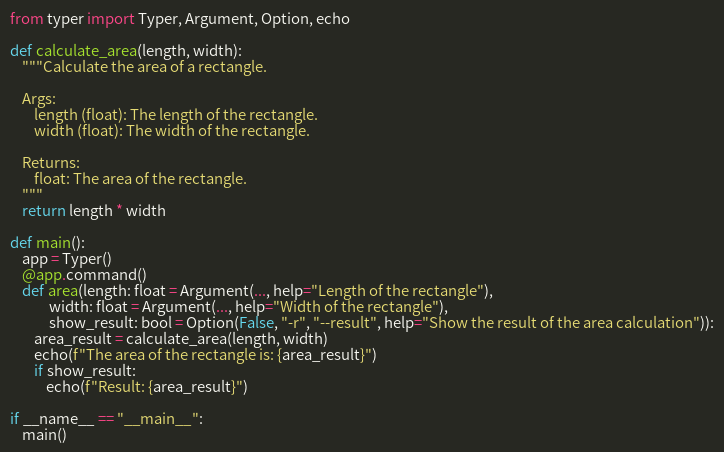 from typer import Typer, Argument, Option, echo

def calculate_area(length, width):
    """Calculate the area of a rectangle.

    Args:
        length (float): The length of the rectangle.
        width (float): The width of the rectangle.

    Returns:
        float: The area of the rectangle.
    """
    return length * width

def main():
    app = Typer()
    @app.command()
    def area(length: float = Argument(..., help="Length of the rectangle"),
             width: float = Argument(..., help="Width of the rectangle"),
             show_result: bool = Option(False, "-r", "--result", help="Show the result of the area calculation")):
        area_result = calculate_area(length, width)
        echo(f"The area of the rectangle is: {area_result}")
        if show_result:
            echo(f"Result: {area_result}")

if __name__ == "__main__":
    main()